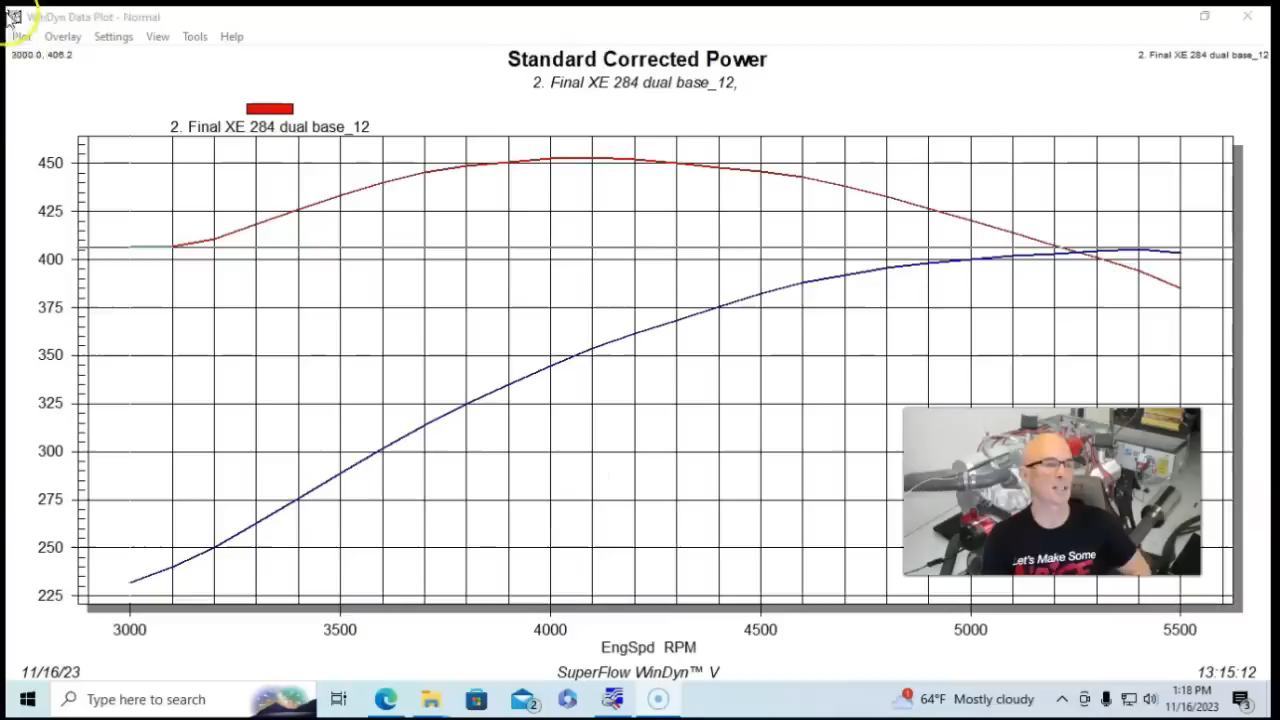 WinDyn Data Plot - Normal
Plot Overlay Settings View Tools Help
3000.0, 406.2
2. Final XE 284 dual base_12
Standard Corrected Power
2. Final XE 284 dual base_12,
2. Final XE 284 dual base_12
450
425
400
375
350
325
300
275
250
225
3000 3500 4000 4500 5000 5500
EngSpd RPM
Let's Make Some
11/16/23
SuperFlow WinDyn™ V
13:15:12
Type here to search
2
1
64°F Mostly cloudy
1:18 PM
11/16/2023
3